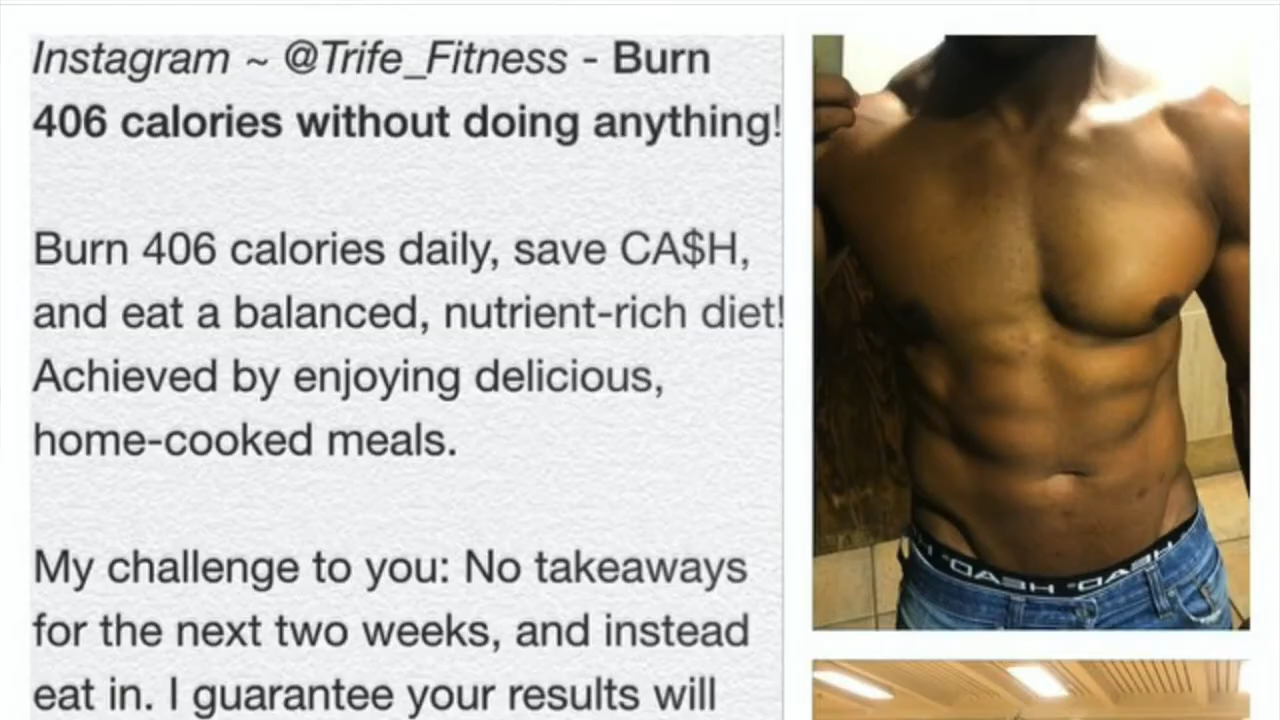 Instagram ~ @Trife_Fitness - Burn
406 calories without doing anything!
Burn 406 calories daily, save CA$H,
and eat a balanced, nutrient-rich diet!
Achieved by enjoying delicious,
home-cooked meals.
My challenge to you: No takeaways
for the next two weeks, and instead
eat in. I guarantee your results will
HEAD HEAD